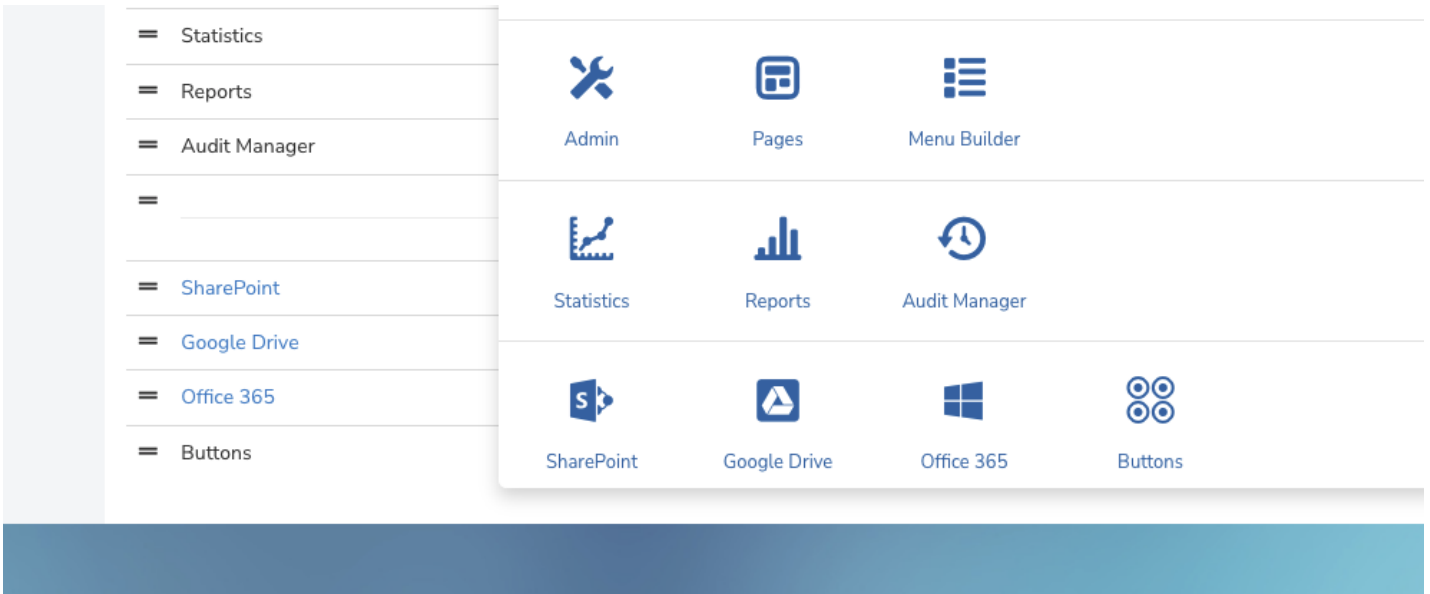 Statistics
Reports
Audit Manager
SharePoint
Google Drive
Office 365
Buttons
Admin Pages Menu Builder
Statistics Reports Audit Manager
S
SharePoint Google Drive Office 365 Buttons